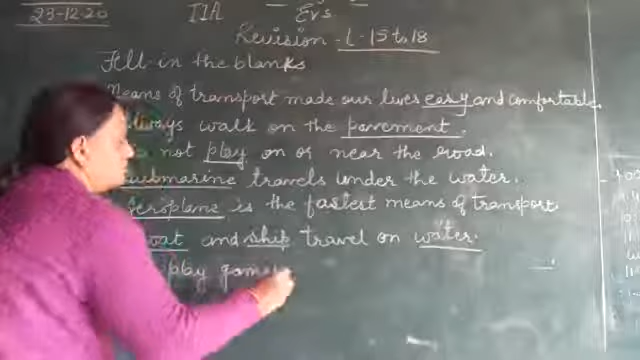 23-12-20 IIA Evs
Revision - L-15 to 18
Fill in the blanks
Means of transport made our lives easy and comfortable.
Always walk on the pavement.
not play on or near the road.
Submarine travels under the water.
Aeroplane is the fastest means of transport.
Boat and ship travel on water.
play games